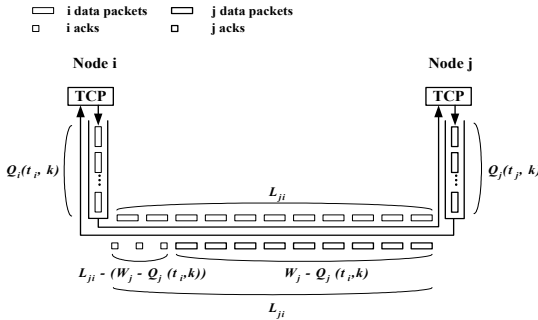 i data packets j data packets
i acks j acks
Node i Node j
TCP TCP
Q_i(t_i, k) Q_j(t_j, k)
L_ji
L_ji - (W_j - Q_j (t_i,k)) W_j - Q_j (t_i,k)
L_ji